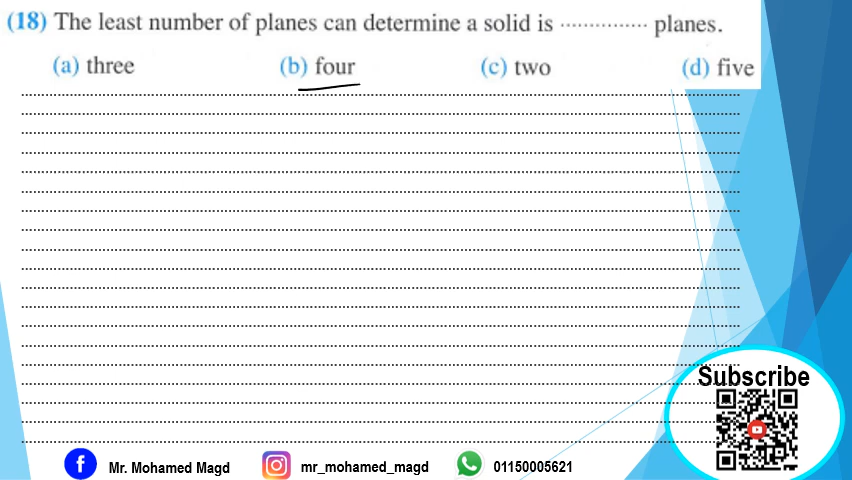 (18) The least number of planes can determine a solid is ............... planes.
(a) three (b) four (c) two (d) five
Subscribe
Mr. Mohamed Magd mr_mohamed_magd 01150005621